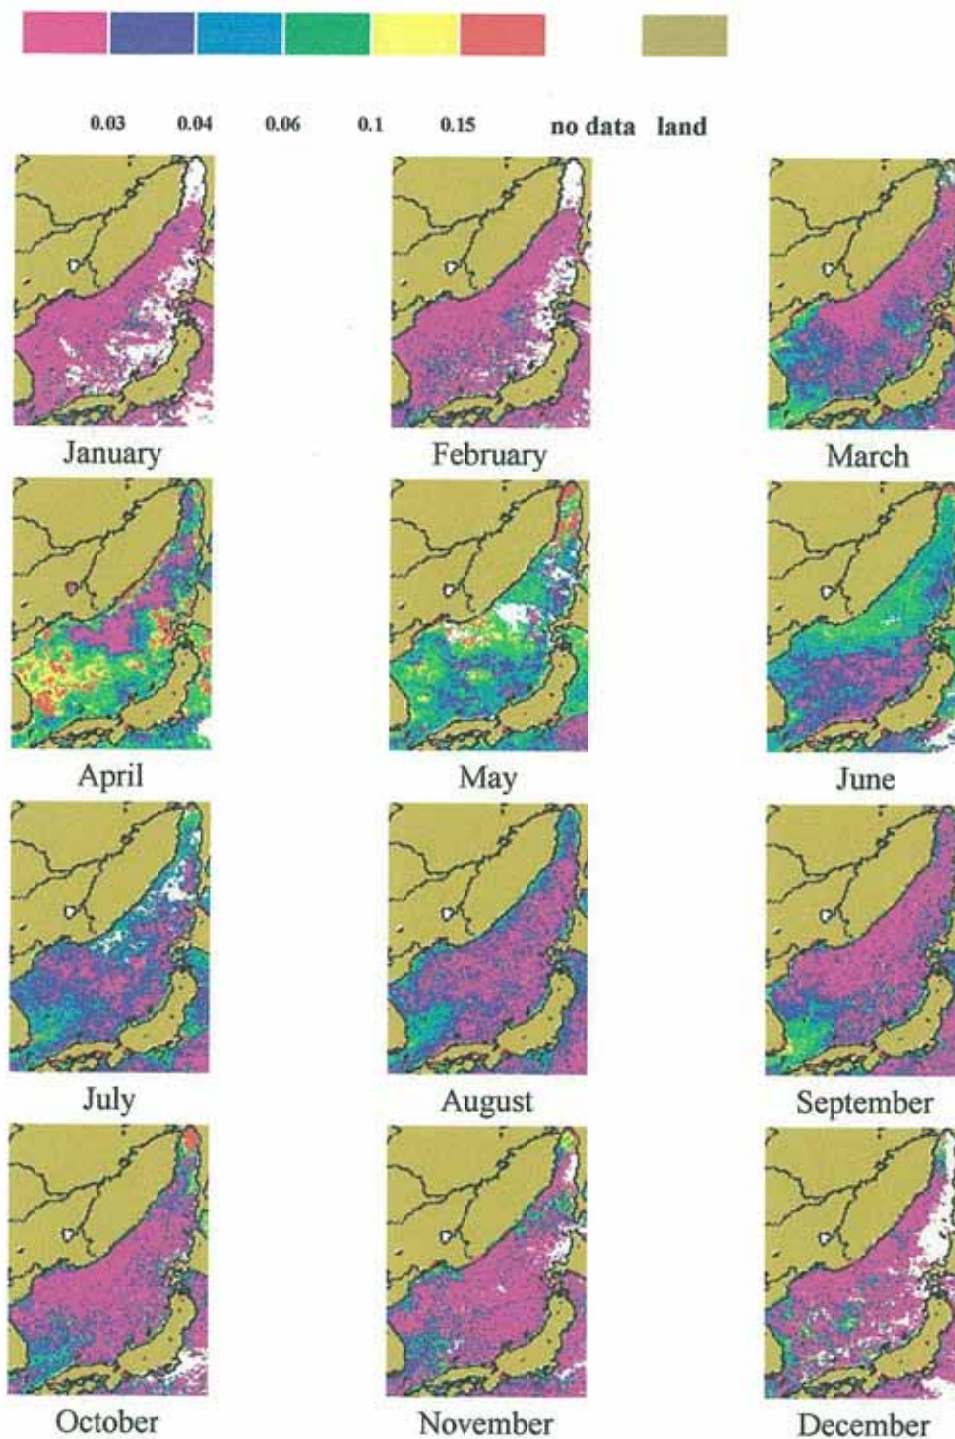 0.03 0.04 0.06 0.1 0.15 no data land
January February March
April May June
July August September
October November December